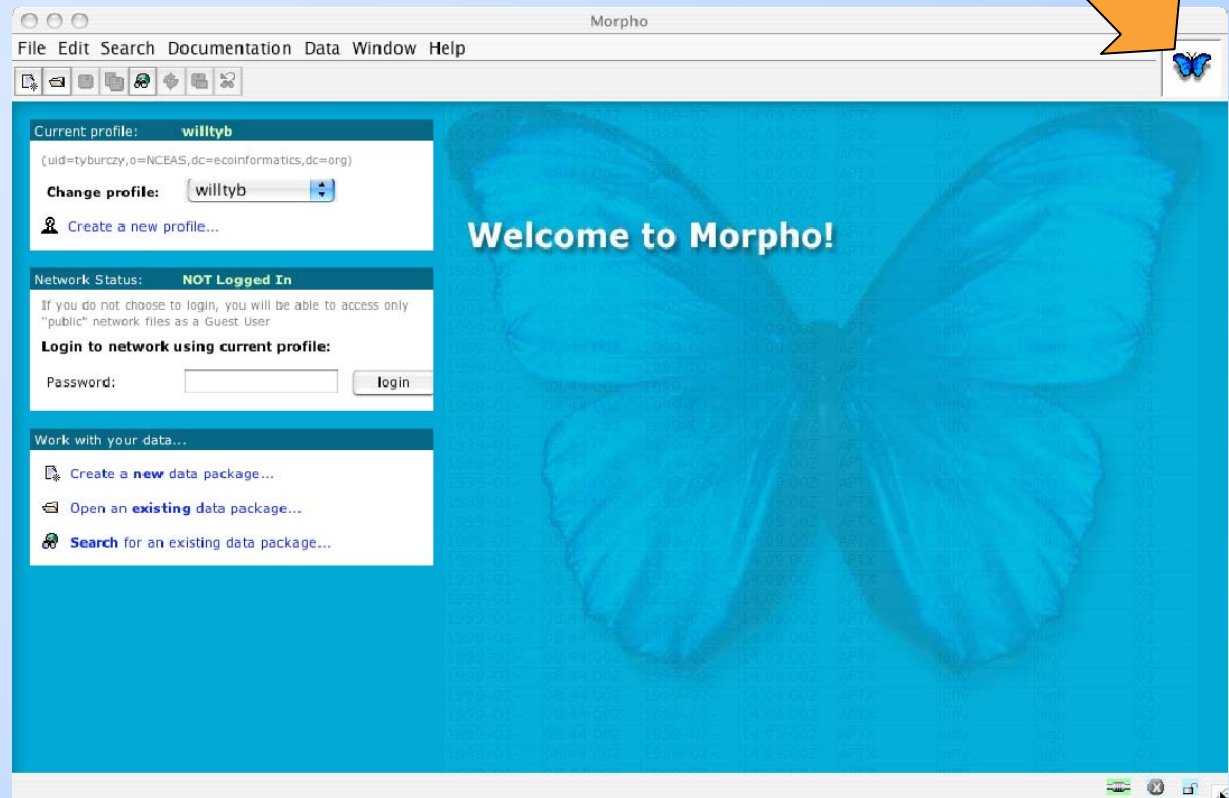 Morpho
File Edit Search Documentation Data Window Help
Current profile: willtyb
(uid=tyburczy,o=NCEAS,dc=ecoinformatics,dc=org)
Change profile: willtyb
Create a new profile...
Welcome to Morpho!
Network Status: NOT Logged In
If you do not choose to login, you will be able to access only
"public" network files as a Guest User
Login to network using current profile:
Password: login
Work with your data...
Create a new data package...
Open an existing data package...
Search for an existing data package...